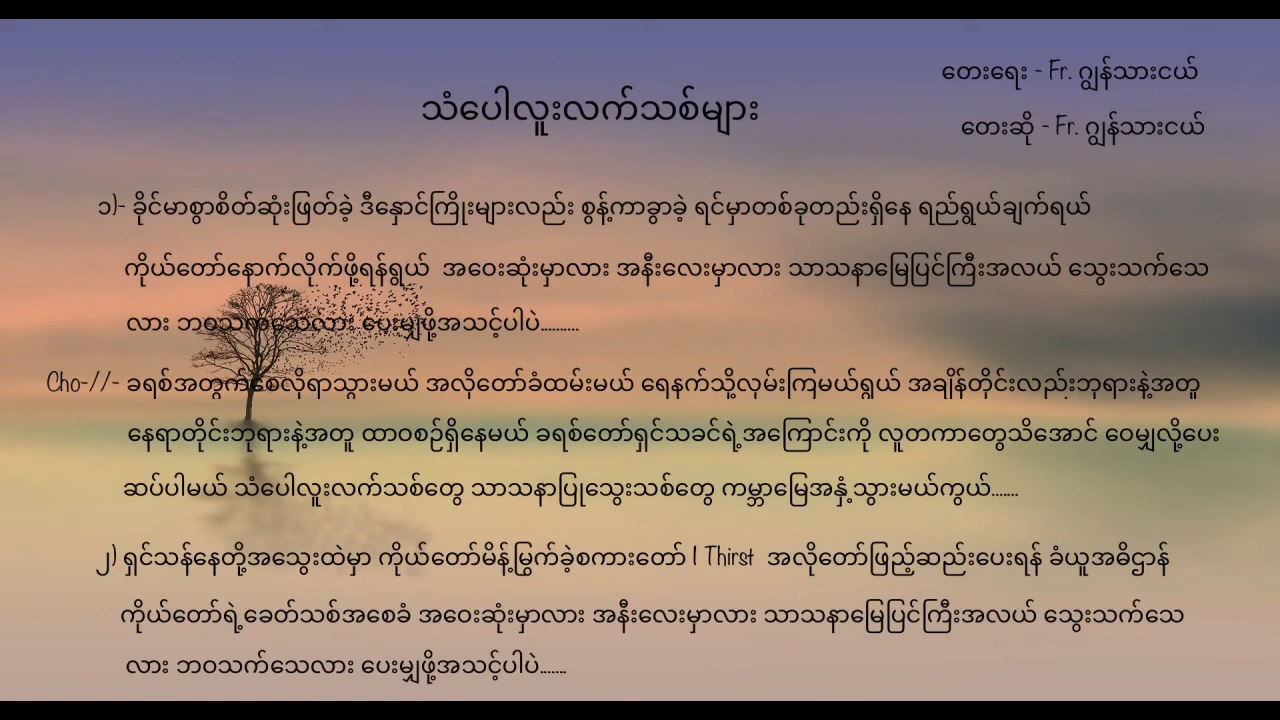 တေးရေး - Fr. ဂျွန်သားငယ်
သံပေါလူးလက်သစ်များ
တေးဆို - Fr. ဂျွန်သားငယ်
၁)- ခိုင်မာစွာစိတ်ဆုံးဖြတ်ခဲ့ ဒီနှောင်ကြိုးများလည်း စွန့်ကာခွာခဲ့ ရင်မှာတစ်ခုတည်းရှိနေ ရည်ရွယ်ချက်ရယ်
ကိုယ်တော်နောက်လိုက်ဖို့ရန်ရွယ် အဝေးဆုံးမှာလား အနီးလေးမှာလား သာသနာမြေပြင်ကြီးအလယ် သွေးသက်သေ
လား ဘဝသက်သေလား ပေးမျှဖို့အသင့်ပါပဲ..........
Cho-//- ခရစ်အတွက်စေလိုရာသွားမယ် အလိုတော်ခံထမ်းမယ် ရေနက်သို့လှမ်းကြမယ်ရွယ် အချိန်တိုင်းလည်းဘုရားနဲ့အတူ
နေရာတိုင်းဘုရားနဲ့အတူ ထာဝစဉ်ရှိနေမယ် ခရစ်တော်ရှင်သခင်ရဲ့အကြောင်းကို လူတကာတွေသိအောင် ဝေမျှလို့ပေး
ဆပ်ပါမယ် သံပေါလူးလက်သစ်တွေ သာသနာပြုသွေးသစ်တွေ ကမ္ဘာမြေအနှံ့သွားမယ်ကွယ်.......
၂) ရှင်သန်နေတို့အသွေးထဲမှာ ကိုယ်တော်မိန့်မြွက်ခဲ့စကားတော် I Thirst အလိုတော်ဖြည့်ဆည်းပေးရန် ခံယူအဓိဌာန်
ကိုယ်တော်ရဲ့ခေတ်သစ်အစေခံ အဝေးဆုံးမှာလား အနီးလေးမှာလား သာသနာမြေပြင်ကြီးအလယ် သွေးသက်သေ
လား ဘဝသက်သေလား ပေးမျှဖို့အသင့်ပါပဲ.......